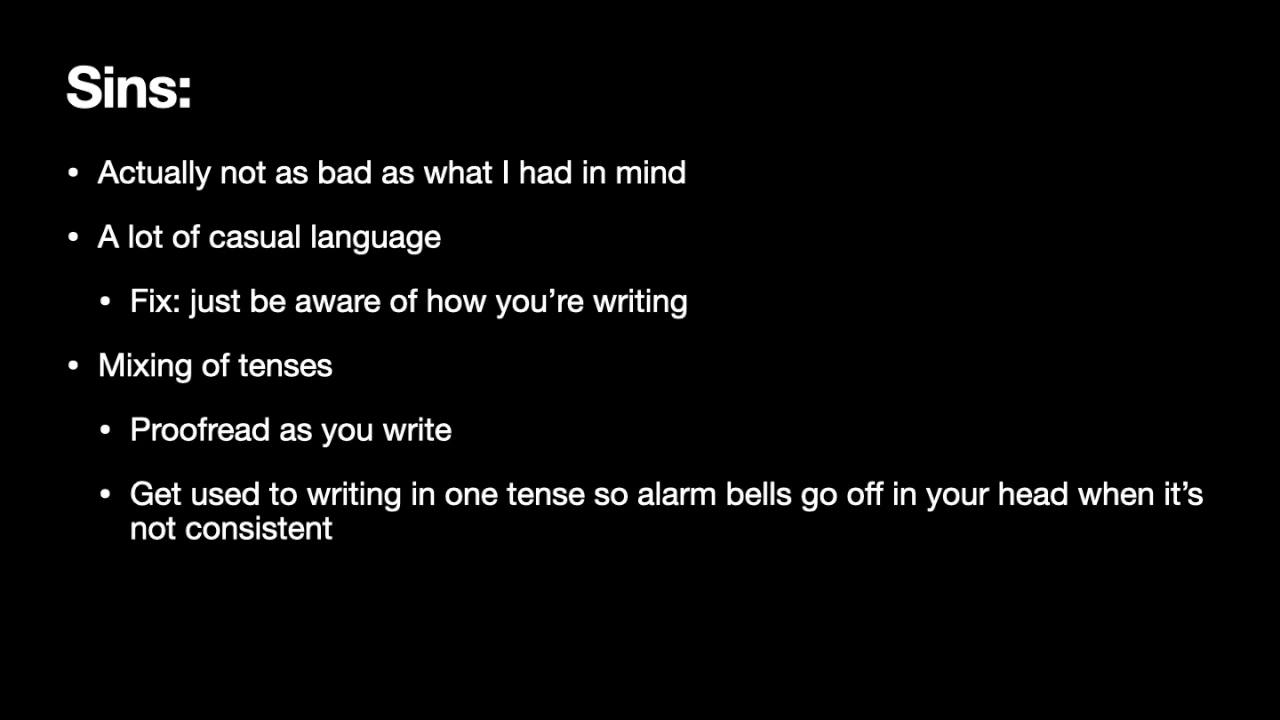 Sins:
• Actually not as bad as what I had in mind
• A lot of casual language
• Fix: just be aware of how you’re writing
• Mixing of tenses
• Proofread as you write
• Get used to writing in one tense so alarm bells go off in your head when it’s
not consistent